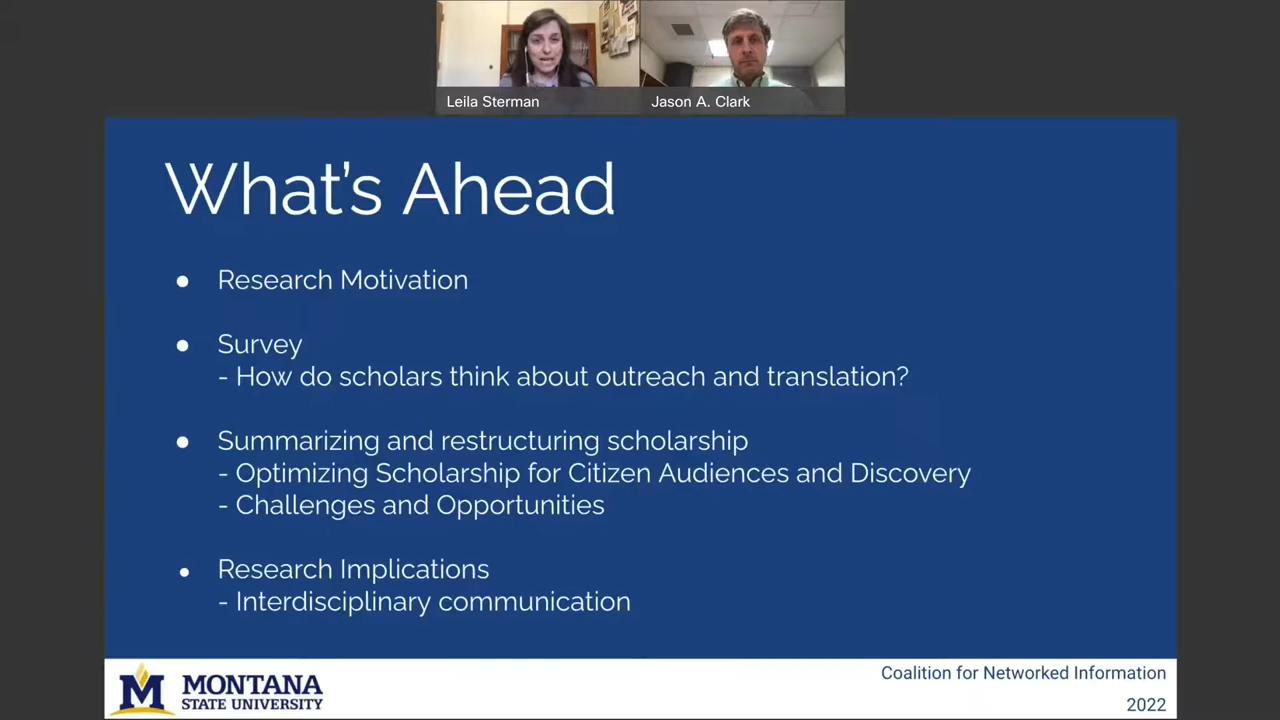 Leila Sterman
Jason A. Clark
What's Ahead
● Research Motivation
● Survey
- How do scholars think about outreach and translation?
● Summarizing and restructuring scholarship
- Optimizing Scholarship for Citizen Audiences and Discovery
- Challenges and Opportunities
● Research Implications
- Interdisciplinary communication
M MONTANA
STATE UNIVERSITY
Coalition for Networked Information
2022